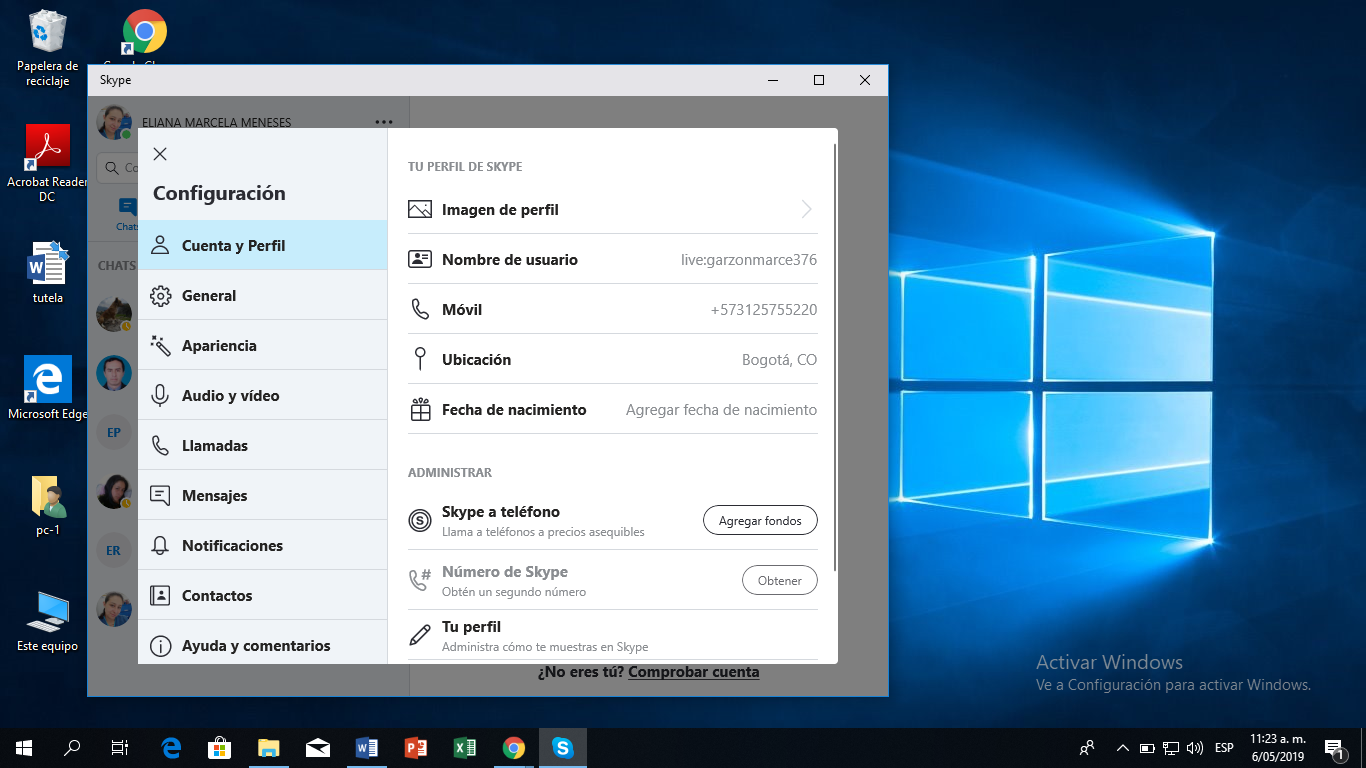 Papelera de
reciclaje
Acrobat Reader
DC
tutela
Microsoft Edge
pc-1
Este equipo
Skype
ELIANA MARCELA MENESES
Chats
CHATS
EP
ER
Configuración
Cuenta y Perfil
General
Apariencia
Audio y vídeo
Llamadas
Mensajes
Notificaciones
Contactos
Ayuda y comentarios
TU PERFIL DE SKYPE
Imagen de perfil
Nombre de usuario live:garzonmarce376
Móvil +573125755220
Ubicación Bogotá, CO
Fecha de nacimiento Agregar fecha de nacimiento
ADMINISTRAR
Skype a teléfono
Llama a teléfonos a precios asequibles
Agregar fondos
Número de Skype
Obtén un segundo número
Obtener
Tu perfil
Administra cómo te muestras en Skype
¿No eres tú? Comprobar cuenta
Activar Windows
Ve a Configuración para activar Windows.
ESP
11:23 a. m.
6/05/2019
1